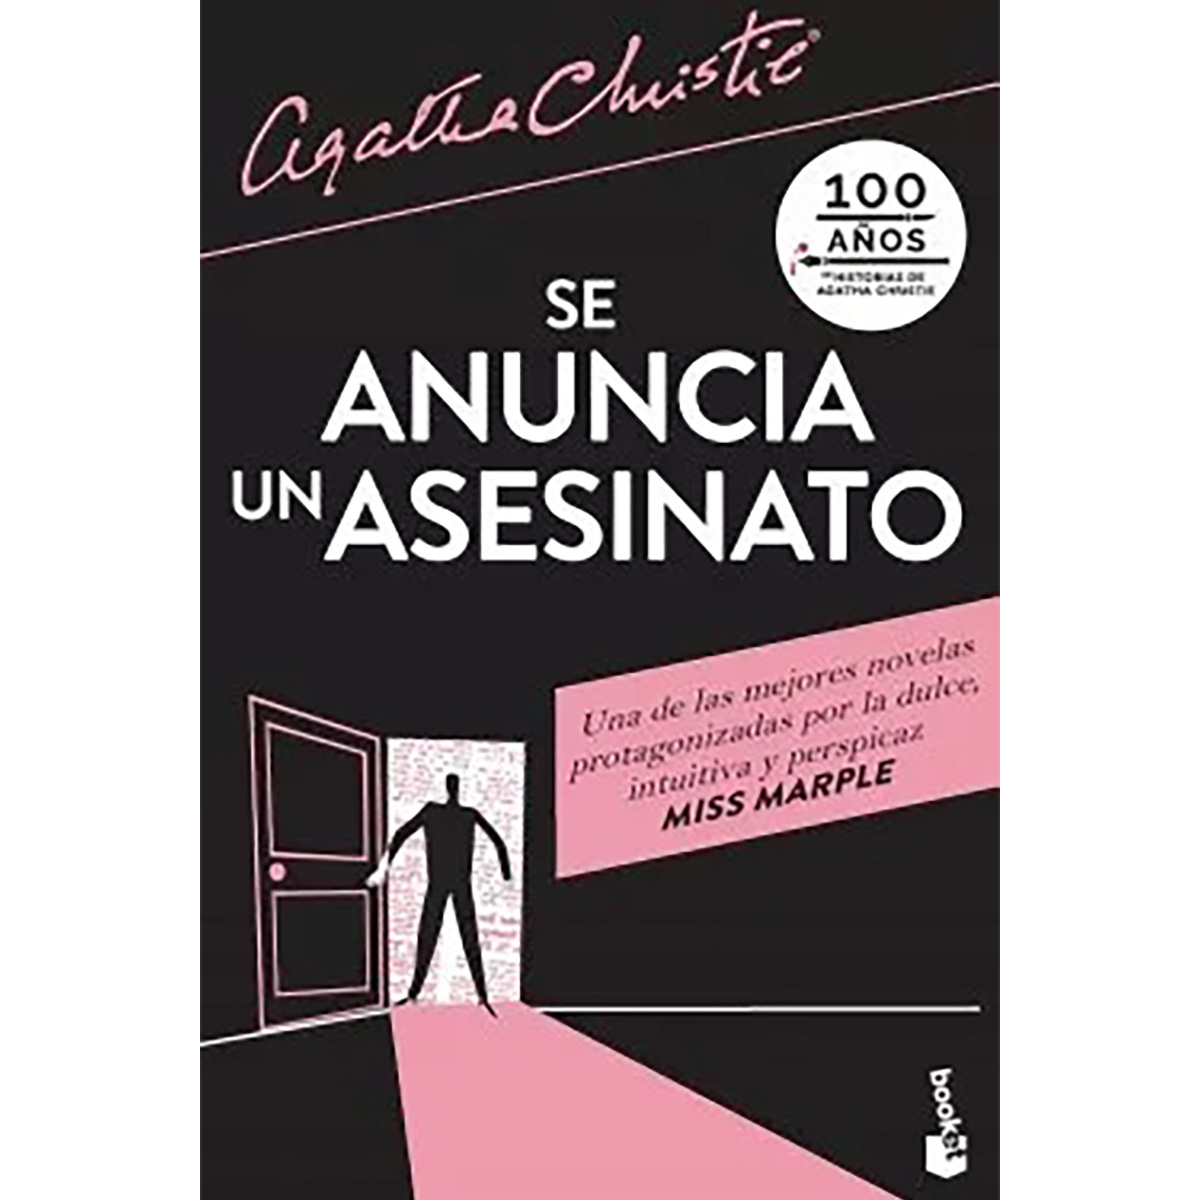 Agatha Christie®
100
AÑOS
DE HISTORIAS DE
AGATHA CHRISTIE
SE
ANUNCIA
UN ASESINATO
Una de las mejores novelas
protagonizadas por la dulce,
intuitiva y perspicaz
MISS MARPLE
booket